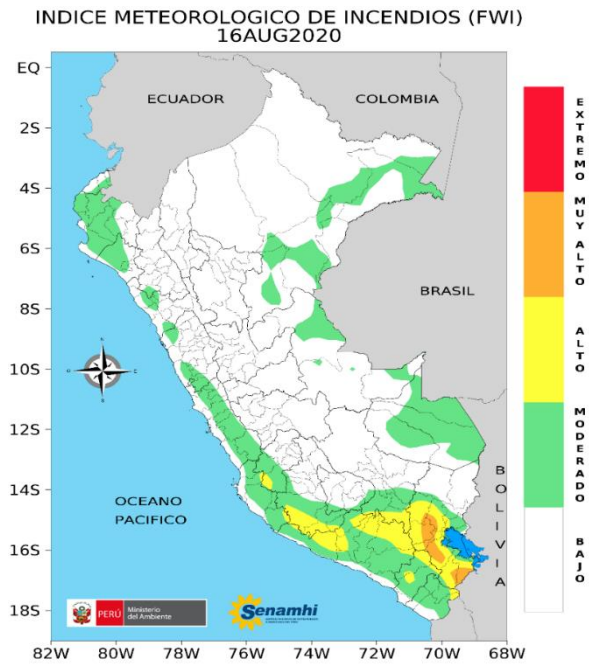 INDICE METEOROLOGICO DE INCENDIOS (FWI)
16AUG2020
EQ
2S
4S
6S
8S
10S
12S
14S
16S
18S
82W 80W 78W 76W 74W 72W 70W 68W
ECUADOR
COLOMBIA
BRASIL
BOLIVIA
OCEANO
PACIFICO
PERÚ
Ministerio
del Ambiente
Senamhi
EXTREMO
MUY ALTO
ALTO
MODERADO
BAJO